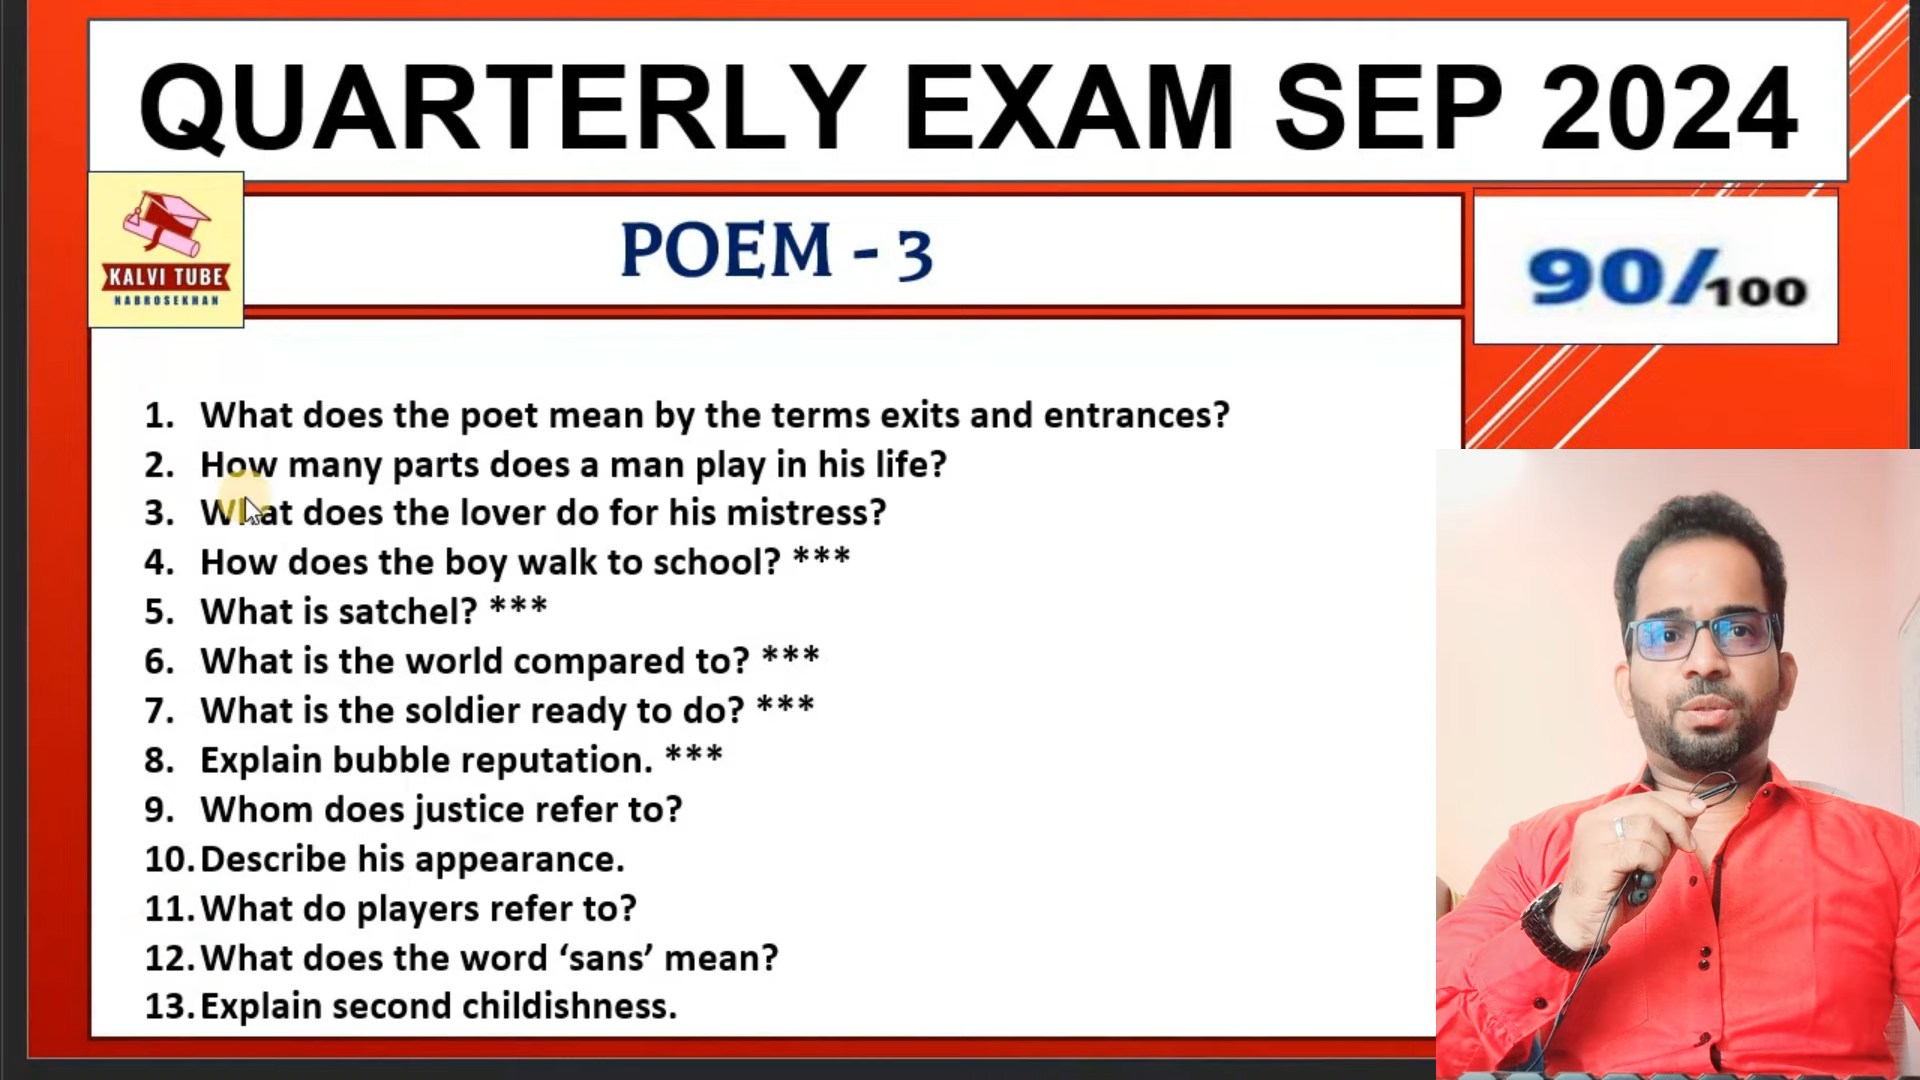 QUARTERLY EXAM SEP 2024
KALVI TUBE
NABROSEKHAN
POEM - 3
90/100
1. What does the poet mean by the terms exits and entrances?
2. How many parts does a man play in his life?
3. What does the lover do for his mistress?
4. How does the boy walk to school? ***
5. What is satchel? ***
6. What is the world compared to? ***
7. What is the soldier ready to do? ***
8. Explain bubble reputation. ***
9. Whom does justice refer to?
10. Describe his appearance.
11. What do players refer to?
12. What does the word ‘sans’ mean?
13. Explain second childishness.